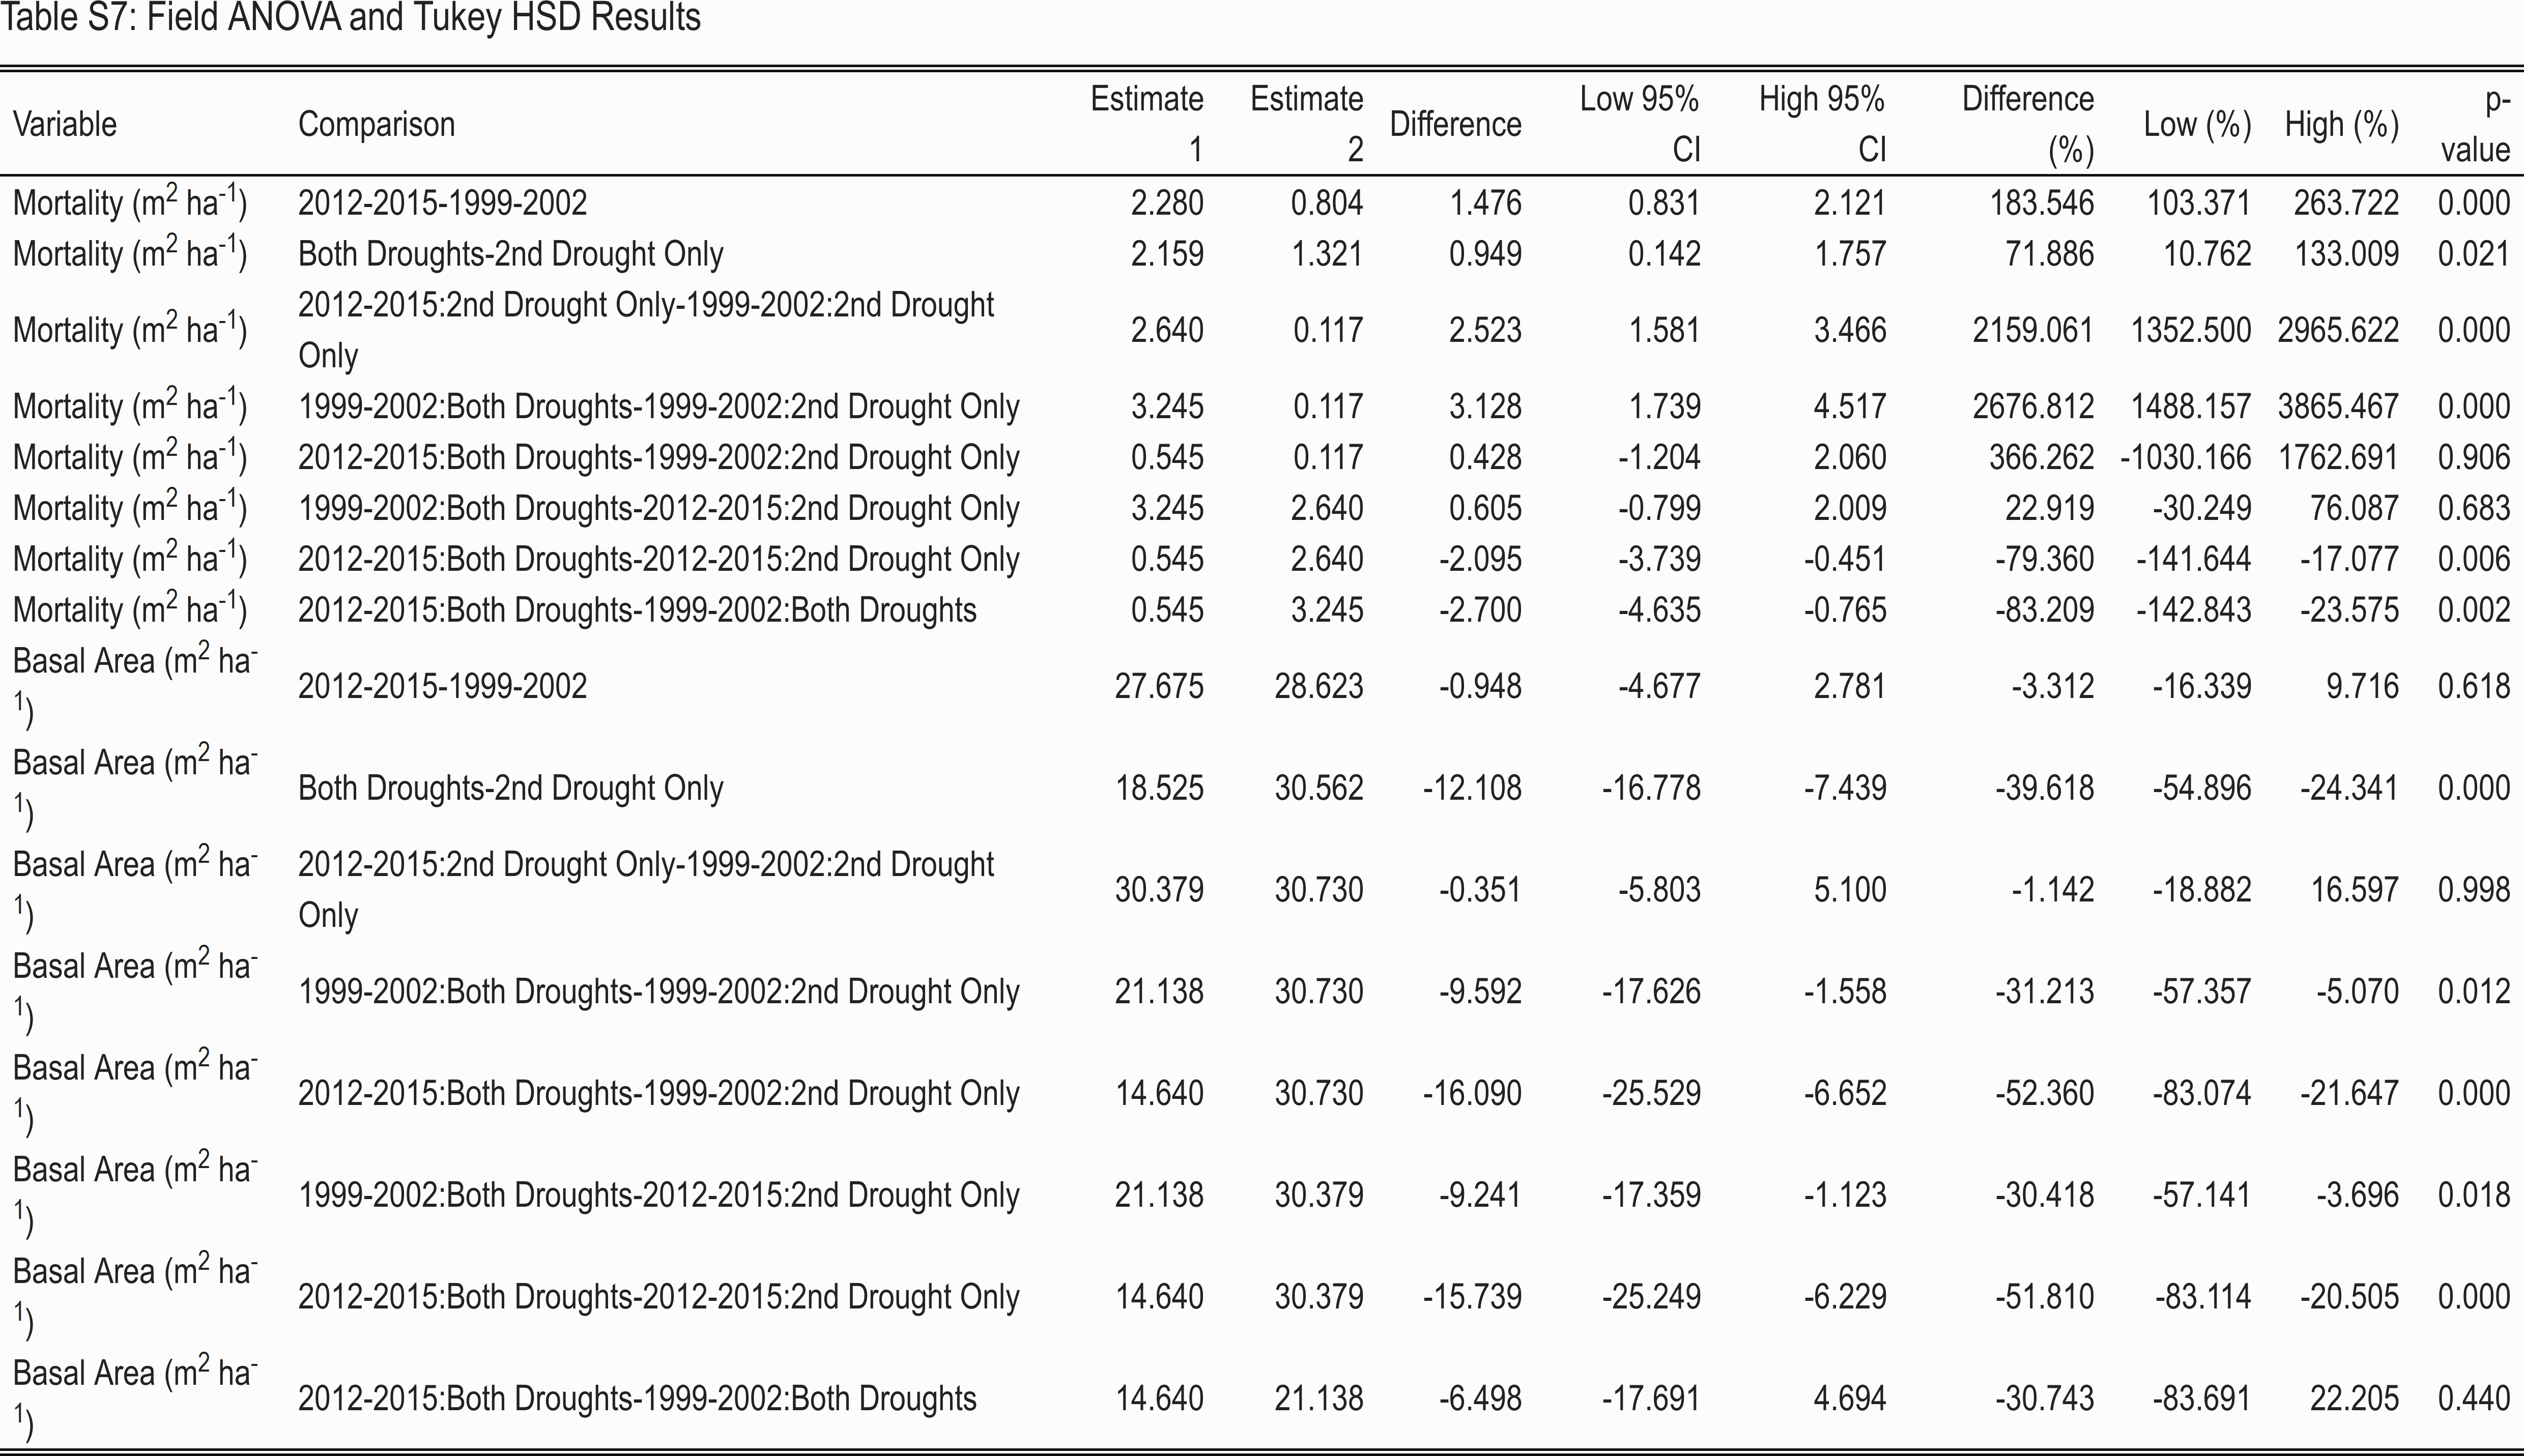 Table S7: Field ANOVA and Tukey HSD Results
Variable Comparison Estimate 1 Estimate 2 Difference Low 95% CI High 95% CI Difference (%) Low (%) High (%) p-value
Mortality (m2 ha-1) 2012-2015-1999-2002 2.280 0.804 1.476 0.831 2.121 183.546 103.371 263.722 0.000
Mortality (m2 ha-1) Both Droughts-2nd Drought Only 2.159 1.321 0.949 0.142 1.757 71.886 10.762 133.009 0.021
Mortality (m2 ha-1) 2012-2015:2nd Drought Only-1999-2002:2nd Drought Only 2.640 0.117 2.523 1.581 3.466 2159.061 1352.500 2965.622 0.000
Mortality (m2 ha-1) 1999-2002:Both Droughts-1999-2002:2nd Drought Only 3.245 0.117 3.128 1.739 4.517 2676.812 1488.157 3865.467 0.000
Mortality (m2 ha-1) 2012-2015:Both Droughts-1999-2002:2nd Drought Only 0.545 0.117 0.428 -1.204 2.060 366.262 -1030.166 1762.691 0.906
Mortality (m2 ha-1) 1999-2002:Both Droughts-2012-2015:2nd Drought Only 3.245 2.640 0.605 -0.799 2.009 22.919 -30.249 76.087 0.683
Mortality (m2 ha-1) 2012-2015:Both Droughts-2012-2015:2nd Drought Only 0.545 2.640 -2.095 -3.739 -0.451 -79.360 -141.644 -17.077 0.006
Mortality (m2 ha-1) 2012-2015:Both Droughts-1999-2002:Both Droughts 0.545 3.245 -2.700 -4.635 -0.765 -83.209 -142.843 -23.575 0.002
Basal Area (m2 ha-1) 2012-2015-1999-2002 27.675 28.623 -0.948 -4.677 2.781 -3.312 -16.339 9.716 0.618
Basal Area (m2 ha-1) Both Droughts-2nd Drought Only 18.525 30.562 -12.108 -16.778 -7.439 -39.618 -54.896 -24.341 0.000
Basal Area (m2 ha-1) 2012-2015:2nd Drought Only-1999-2002:2nd Drought Only 30.379 30.730 -0.351 -5.803 5.100 -1.142 -18.882 16.597 0.998
Basal Area (m2 ha-1) 1999-2002:Both Droughts-1999-2002:2nd Drought Only 21.138 30.730 -9.592 -17.626 -1.558 -31.213 -57.357 -5.070 0.012
Basal Area (m2 ha-1) 2012-2015:Both Droughts-1999-2002:2nd Drought Only 14.640 30.730 -16.090 -25.529 -6.652 -52.360 -83.074 -21.647 0.000
Basal Area (m2 ha-1) 1999-2002:Both Droughts-2012-2015:2nd Drought Only 21.138 30.379 -9.241 -17.359 -1.123 -30.418 -57.141 -3.696 0.018
Basal Area (m2 ha-1) 2012-2015:Both Droughts-2012-2015:2nd Drought Only 14.640 30.379 -15.739 -25.249 -6.229 -51.810 -83.114 -20.505 0.000
Basal Area (m2 ha-1) 2012-2015:Both Droughts-1999-2002:Both Droughts 14.640 21.138 -6.498 -17.691 4.694 -30.743 -83.691 22.205 0.440